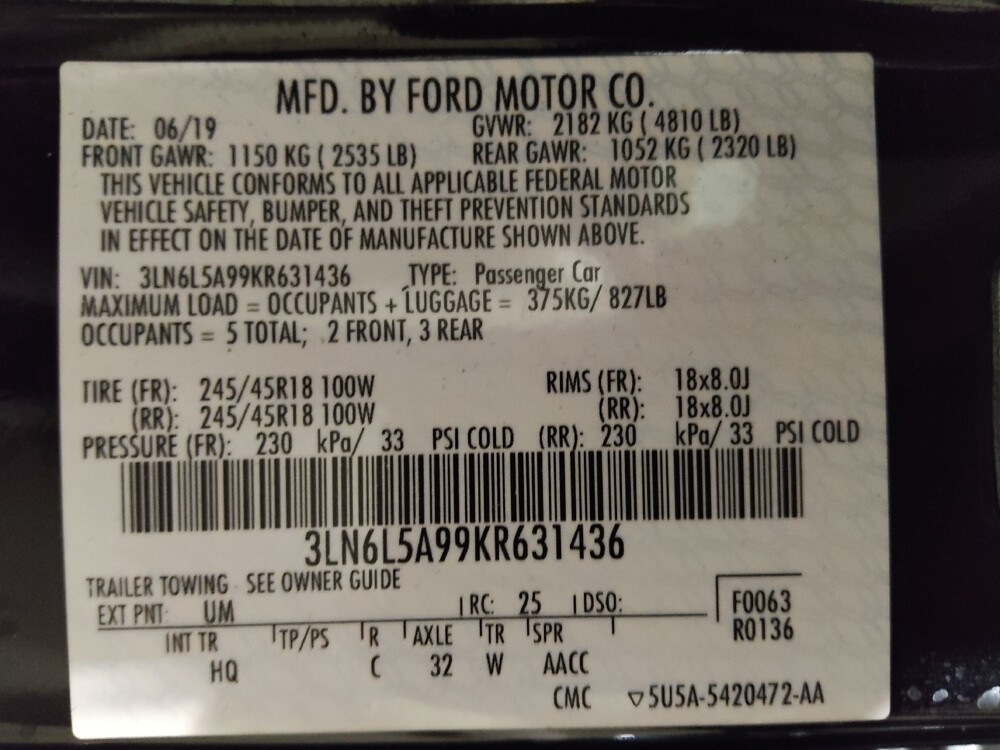 MFD. BY FORD MOTOR CO.
DATE: 06/19 GVWR: 2182 KG ( 4810 LB)
FRONT GAWR: 1150 KG ( 2535 LB) REAR GAWR: 1052 KG ( 2320 LB)
THIS VEHICLE CONFORMS TO ALL APPLICABLE FEDERAL MOTOR
VEHICLE SAFETY, BUMPER, AND THEFT PREVENTION STANDARDS
IN EFFECT ON THE DATE OF MANUFACTURE SHOWN ABOVE.
VIN: 3LN6L5A99KR631436 TYPE: Passenger Car
MAXIMUM LOAD = OCCUPANTS + LUGGAGE = 375KG/ 827LB
OCCUPANTS = 5 TOTAL; 2 FRONT, 3 REAR
TIRE (FR): 245/45R18 100W RIMS (FR): 18x8.0J
(RR): 245/45R18 100W (RR): 18x8.0J
PRESSURE (FR): 230 kPa/ 33 PSI COLD (RR): 230 kPa/ 33 PSI COLD
3LN6L5A99KR631436
TRAILER TOWING SEE OWNER GUIDE
EXT PNT: UM RC: 25 DSO: F0063
R0136
INT TR TP/PS R AXLE TR SPR
HQ C 32 W AACC
CMC ▽5U5A-5420472-AA